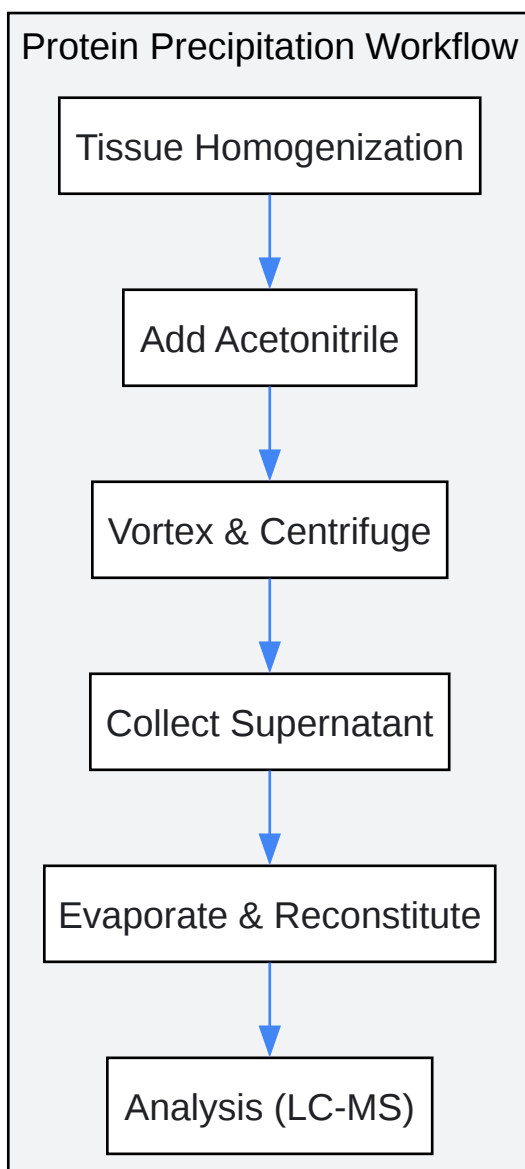 Protein Precipitation Workflow
Tissue Homogenization
Add Acetonitrile
Vortex & Centrifuge
Collect Supernatant
Evaporate & Reconstitute
Analysis (LC-MS)